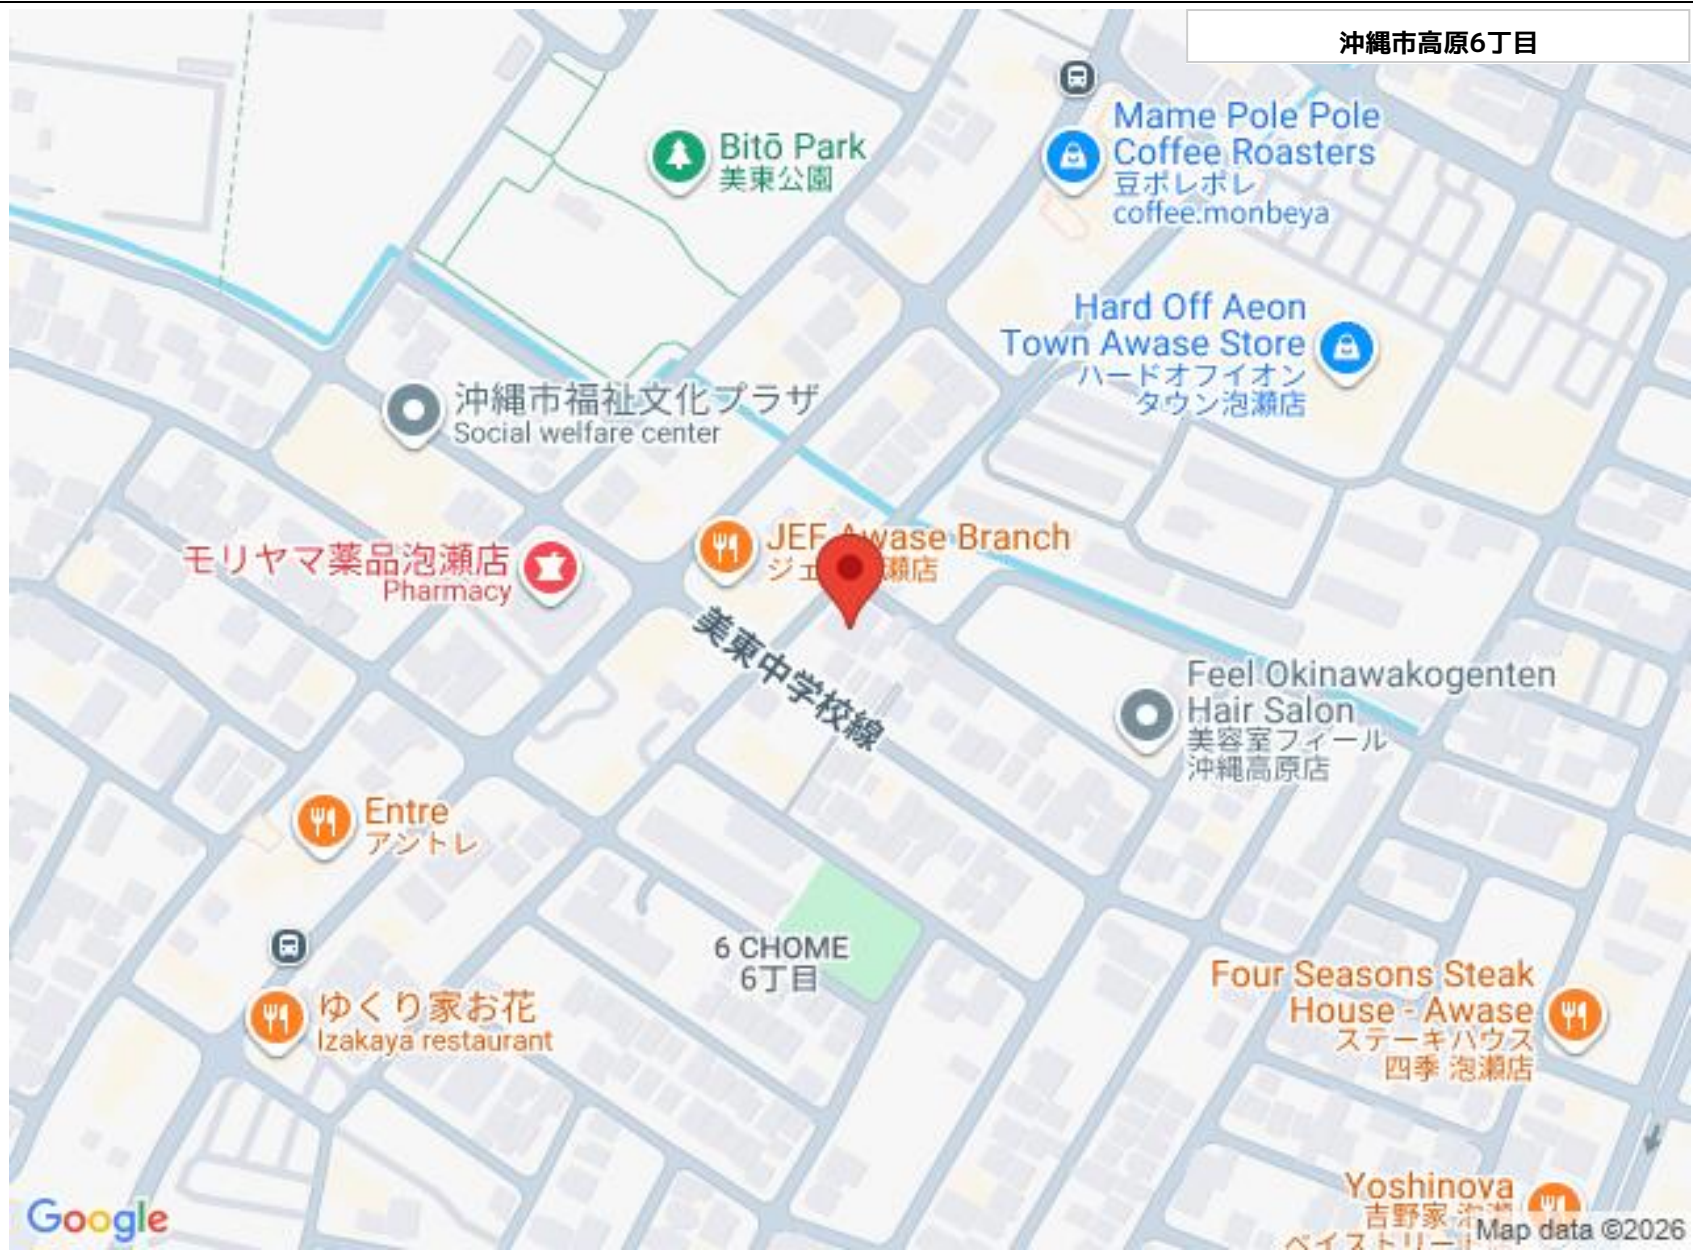 沖縄市高原6丁目
Bitō Park
美東公園
Mame Pole Pole
Coffee Roasters
豆ポレポレ
coffee.monbeya
Hard Off Aeon
Town Awase Store
ハードオフイオン
タウン泡瀬店
沖縄市福祉文化プラザ
Social welfare center
JEF Awase Branch
瀬店
モリヤマ薬品泡瀬店
Pharmacy
美東中学校線
Feel Okinawakogenten
Hair Salon
美容室フィール
沖縄高原店
Entre
アントレ
6 CHOME
6丁目
Four Seasons Steak
House - Awase
ステーキハウス
四季 泡瀬店
ゆくり家お花
Izakaya restaurant
Yoshinoya
吉野家
Google
Map data ©2026